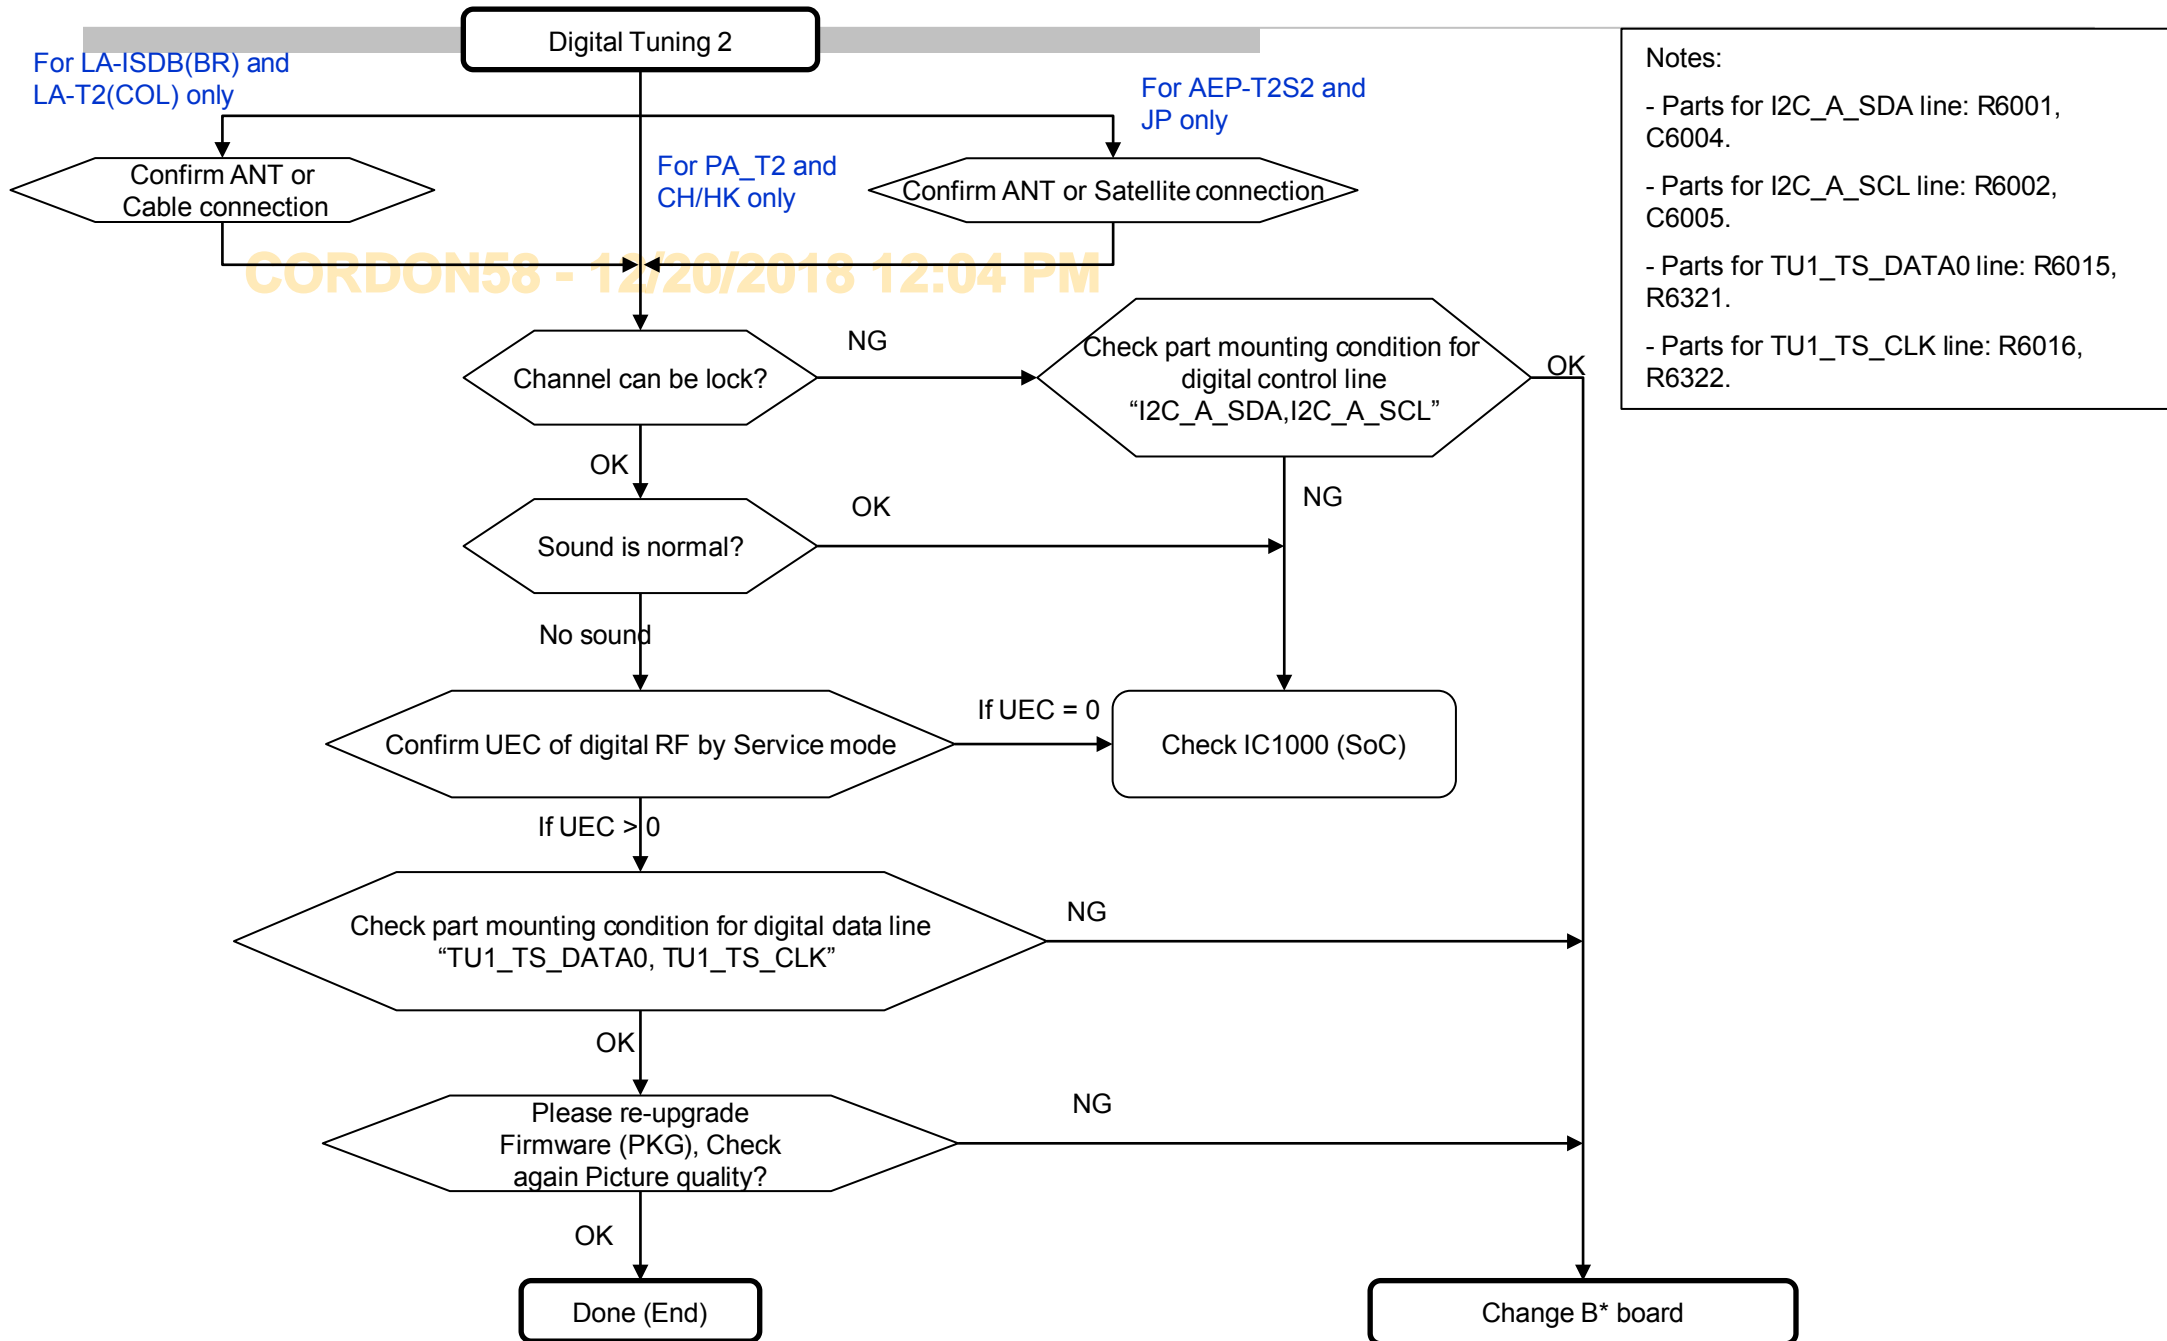 Digital Tuning 2
For LA-ISDB(BR) and
LA-T2(COL) only
For AEP-T2S2 and
JP only
Notes:
- Parts for I2C_A_SDA line: R6001,
C6004.
- Parts for I2C_A_SCL line: R6002,
C6005.
- Parts for TU1_TS_DATA0 line: R6015,
R6321.
- Parts for TU1_TS_CLK line: R6016,
R6322.
Confirm ANT or
Cable connection
For PA_T2 and
CH/HK only
Confirm ANT or Satellite connection
CORDON58 - 12/20/2018 12:04 PM
Channel can be lock?
NG
Check part mounting condition for
digital control line
“I2C_A_SDA,I2C_A_SCL”
OK
OK
NG
Sound is normal?
OK
No sound
Confirm UEC of digital RF by Service mode
If UEC = 0
Check IC1000 (SoC)
If UEC > 0
Check part mounting condition for digital data line
“TU1_TS_DATA0, TU1_TS_CLK”
NG
OK
Please re-upgrade
Firmware (PKG), Check
again Picture quality?
NG
OK
Done (End)
Change B* board